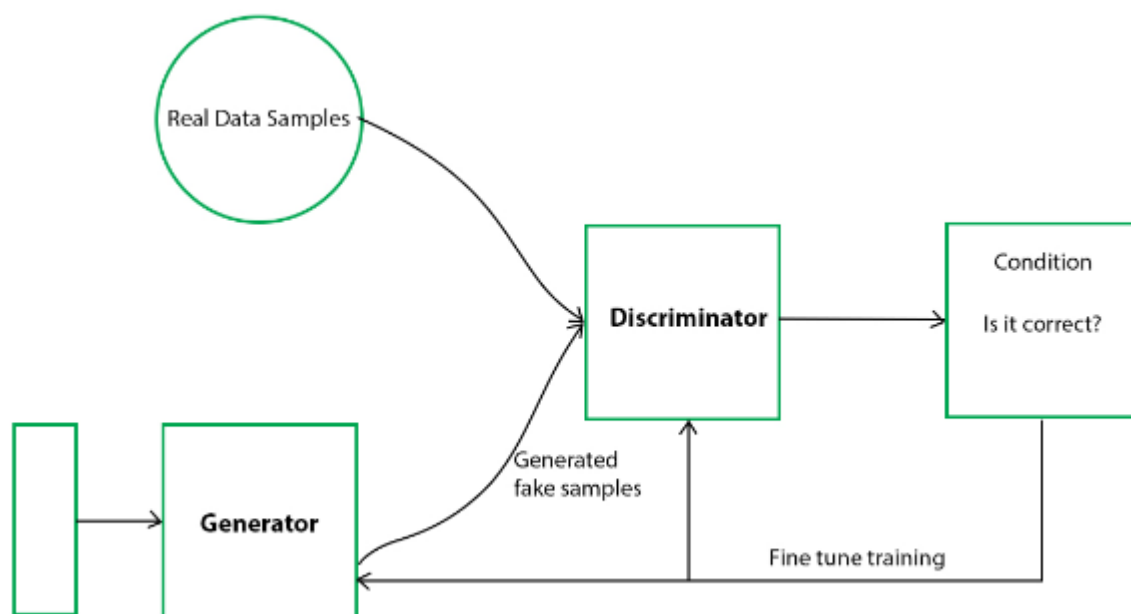 Real Data Samples
Discriminator
Condition
Is it correct?
Generated
fake samples
Generator
Fine tune training